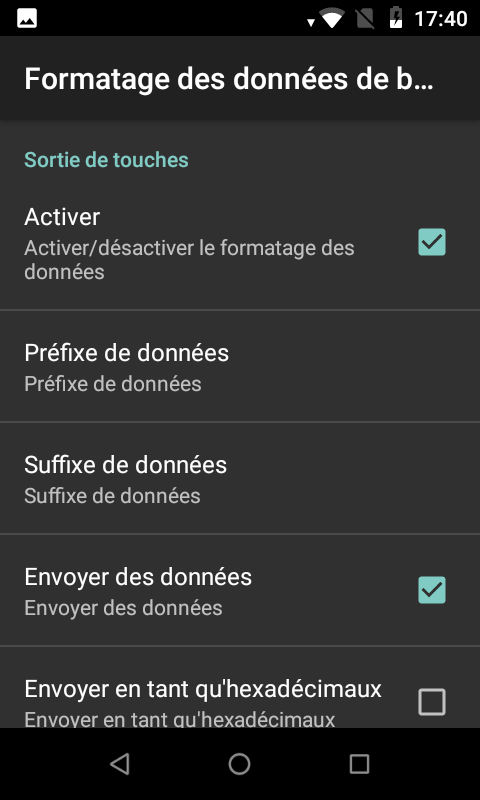 17:40
Formatage des données de b...
Sortie de touches
Activer
Activer/désactiver le formatage des
données
Préfixe de données
Préfixe de données
Suffixe de données
Suffixe de données
Envoyer des données
Envoyer des données
Envoyer en tant qu'hexadécimaux
Envoyer en tant qu'hexadécimaux